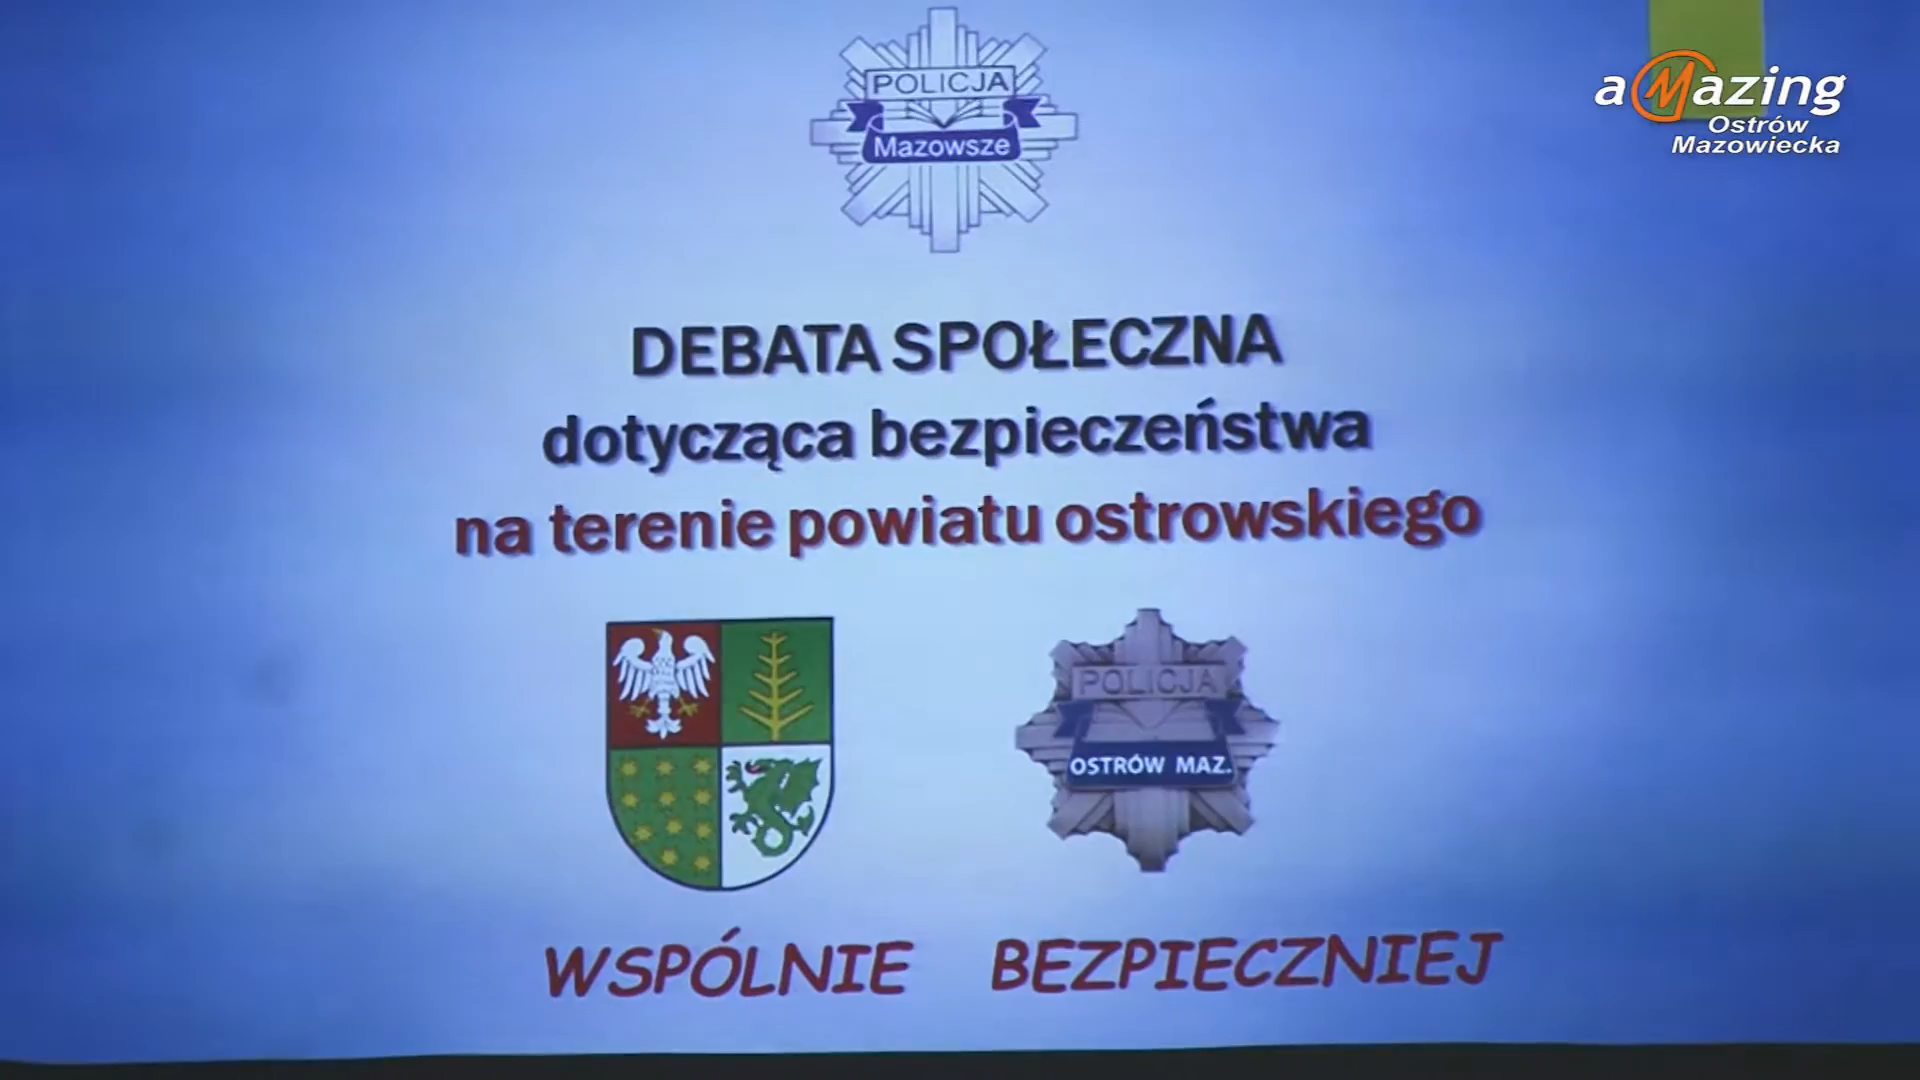 POLICJA
Mazowsze
aMazing
Ostrów
Mazowiecka
DEBATA SPOŁECZNA
dotycząca bezpieczeństwa
na terenie powiatu ostrowskiego
POLICJA
OSTRÓW MAZ.
WSPÓLNIE BEZPIECZNIEJ